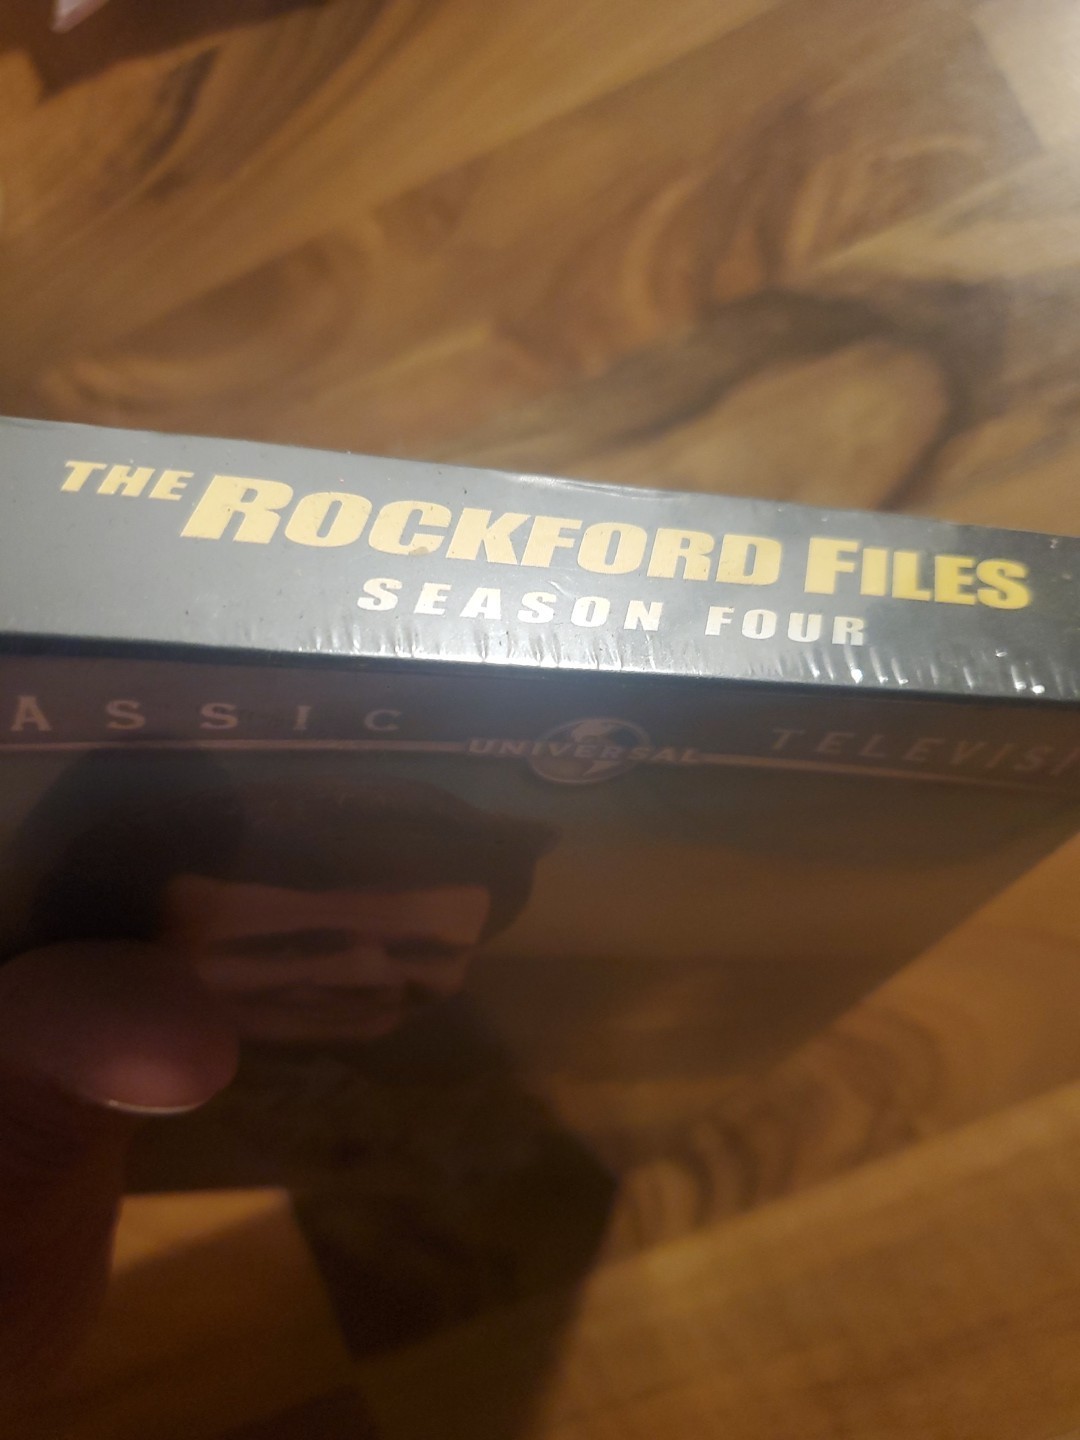 THE ROCKFORD FILES
SEASON FOUR
ASSIC UNIVERSAL TELEVISI